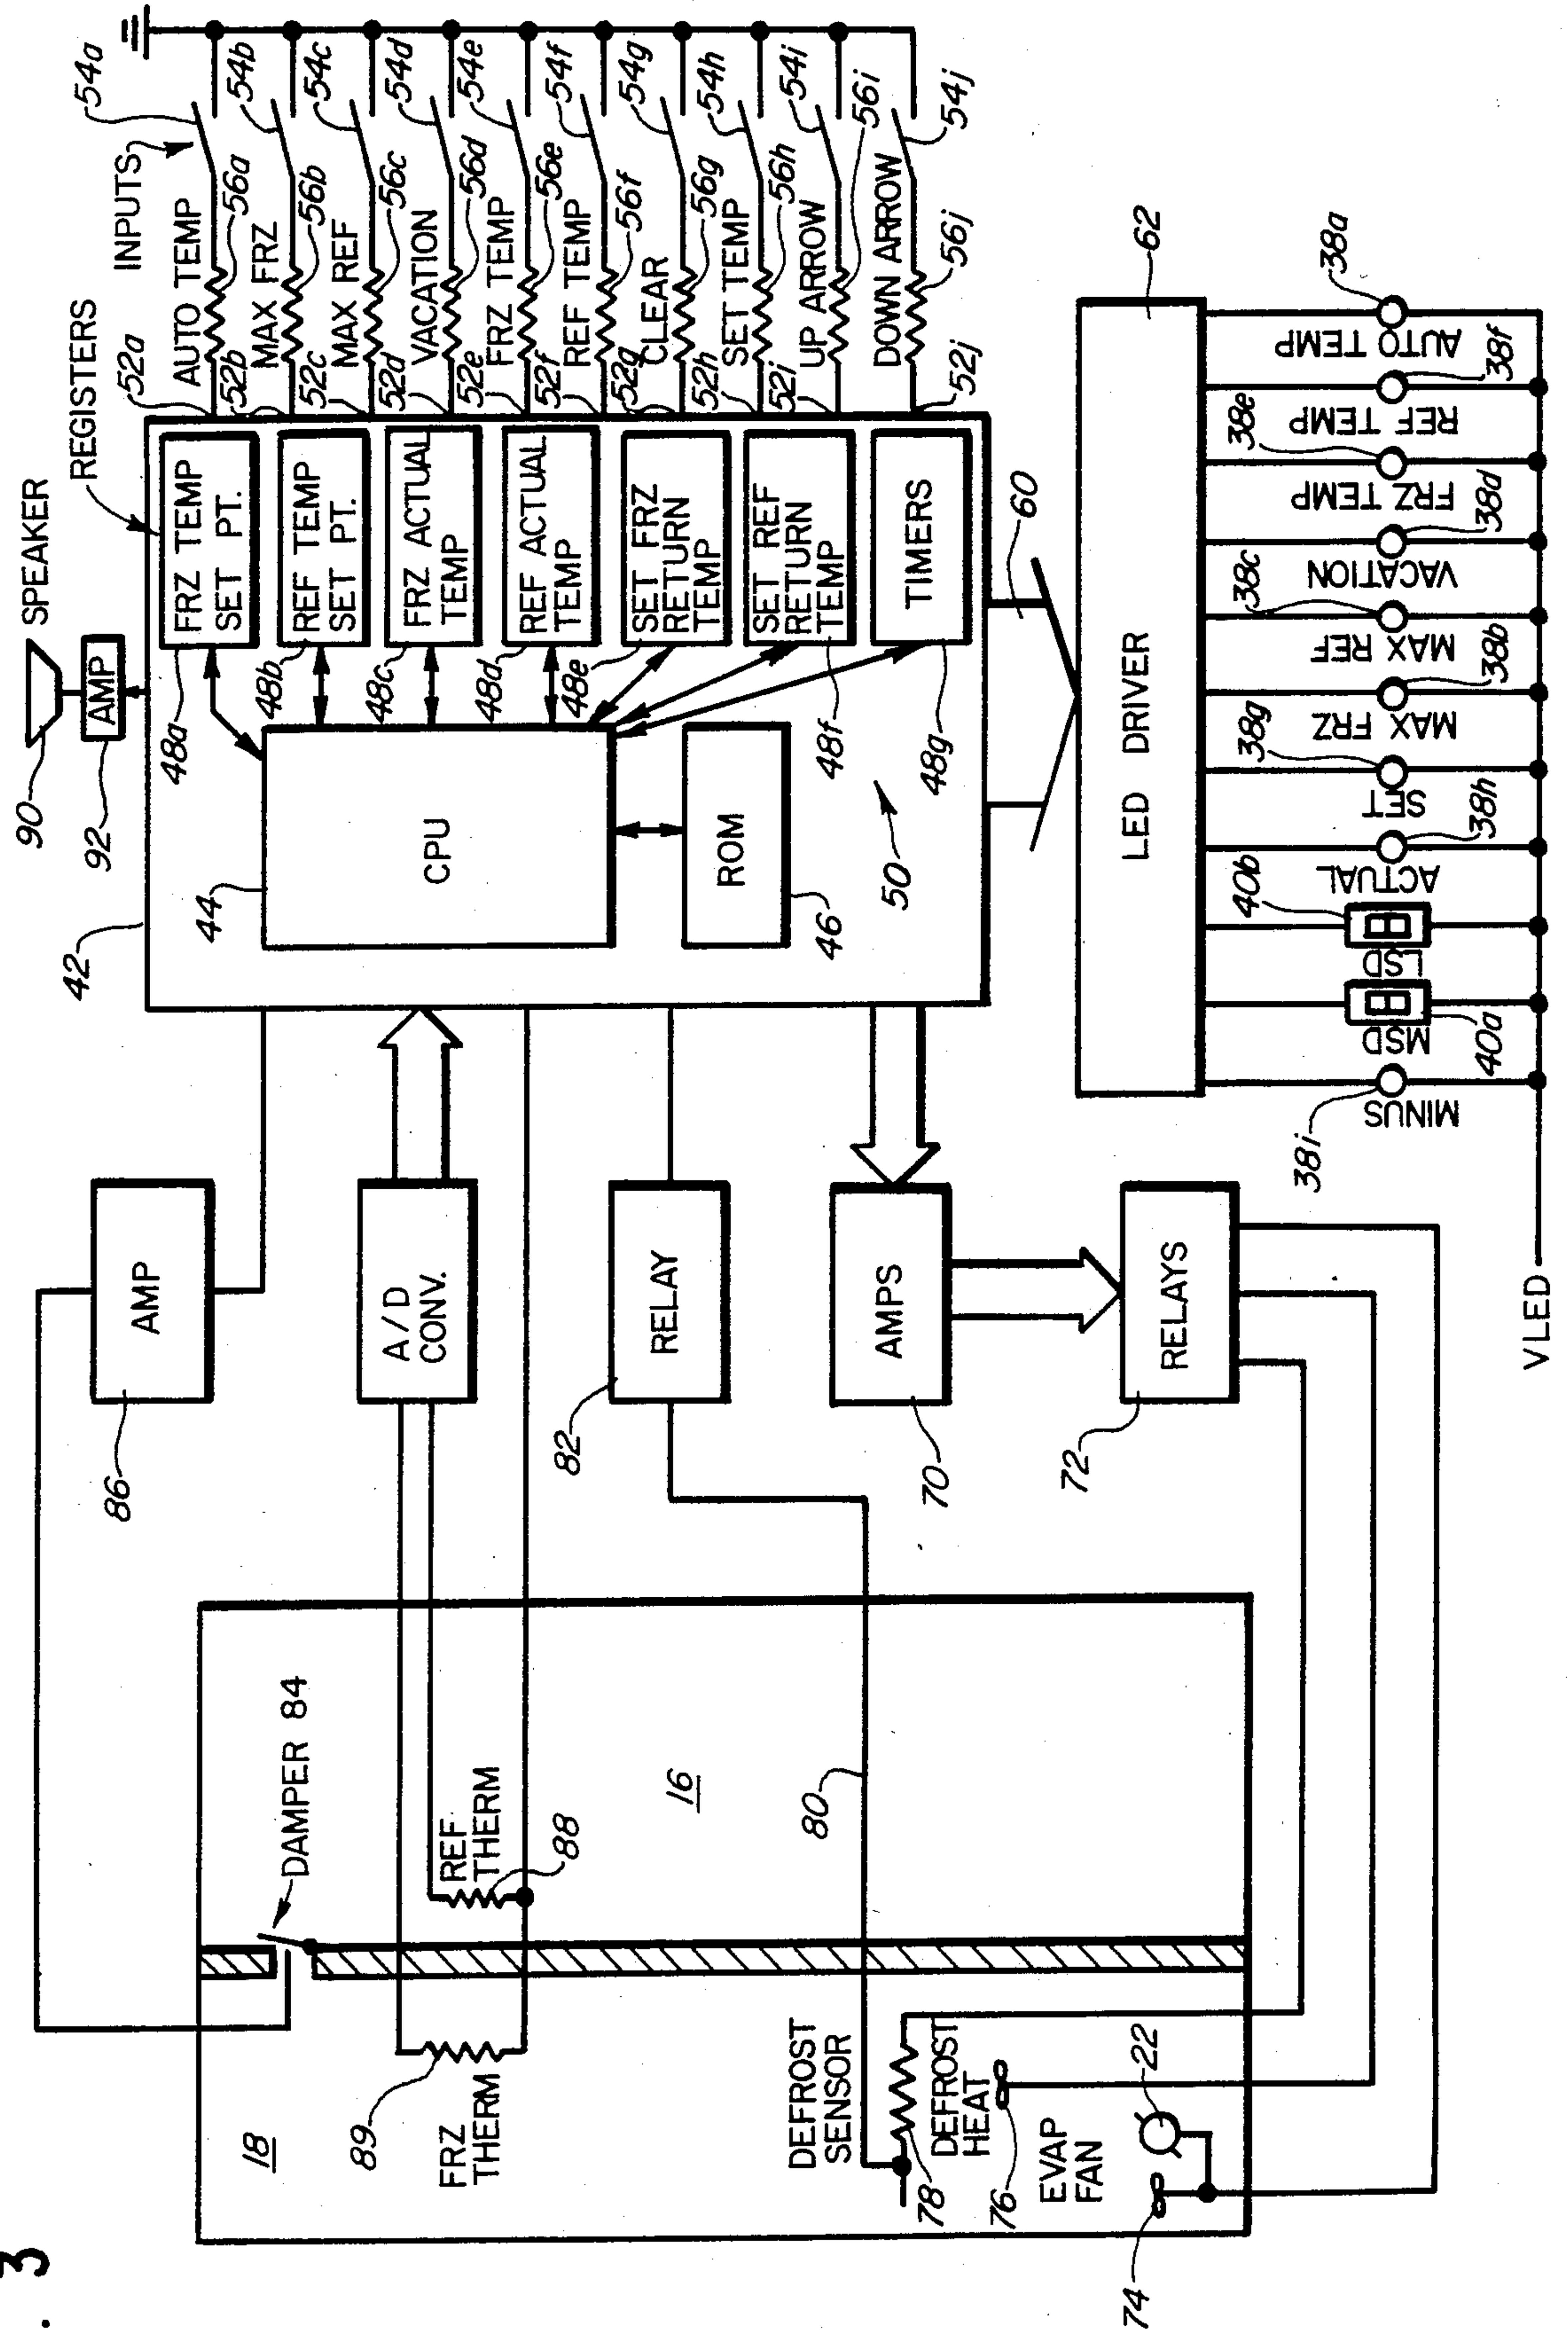 . 3
90
SPEAKER
92
AMP
42
REGISTERS
INPUTS
44
CPU
46
ROM
50
48a
FRZ TEMP
SET PT.
48b
REF TEMP
SET PT.
48c
FRZ ACTUAL
TEMP
48d
REF ACTUAL
TEMP
48e
SET FRZ
RETURN
TEMP
48f
SET REF
RETURN
TEMP
48g
TIMERS
52a
AUTO TEMP
56a
54a
52b
MAX FRZ
56b
54b
52c
MAX REF
56c
54c
52d
VACATION
56d
54d
52e
FRZ TEMP
56e
54e
52f
REF TEMP
56f
54f
52g
CLEAR
56g
54g
52h
SET TEMP
56h
54h
52i
UP ARROW
56i
54i
52j
DOWN ARROW
56j
54j
86
AMP
A/D
CONV.
82
RELAY
70
AMPS
72
RELAYS
60
LED DRIVER
62
38i
MINUS
40a
MSD
40b
LSD
38h
ACTUAL
38g
SET
38b
MAX FRZ
38c
MAX REF
38d
VACATION
38e
FRZ TEMP
38f
REF TEMP
38a
AUTO TEMP
VLED
18
DAMPER 84
89
FRZ
THERM
REF
THERM
88
16
80
DEFROST
SENSOR
78
DEFROST
HEAT
76
EVAP
FAN
22
74